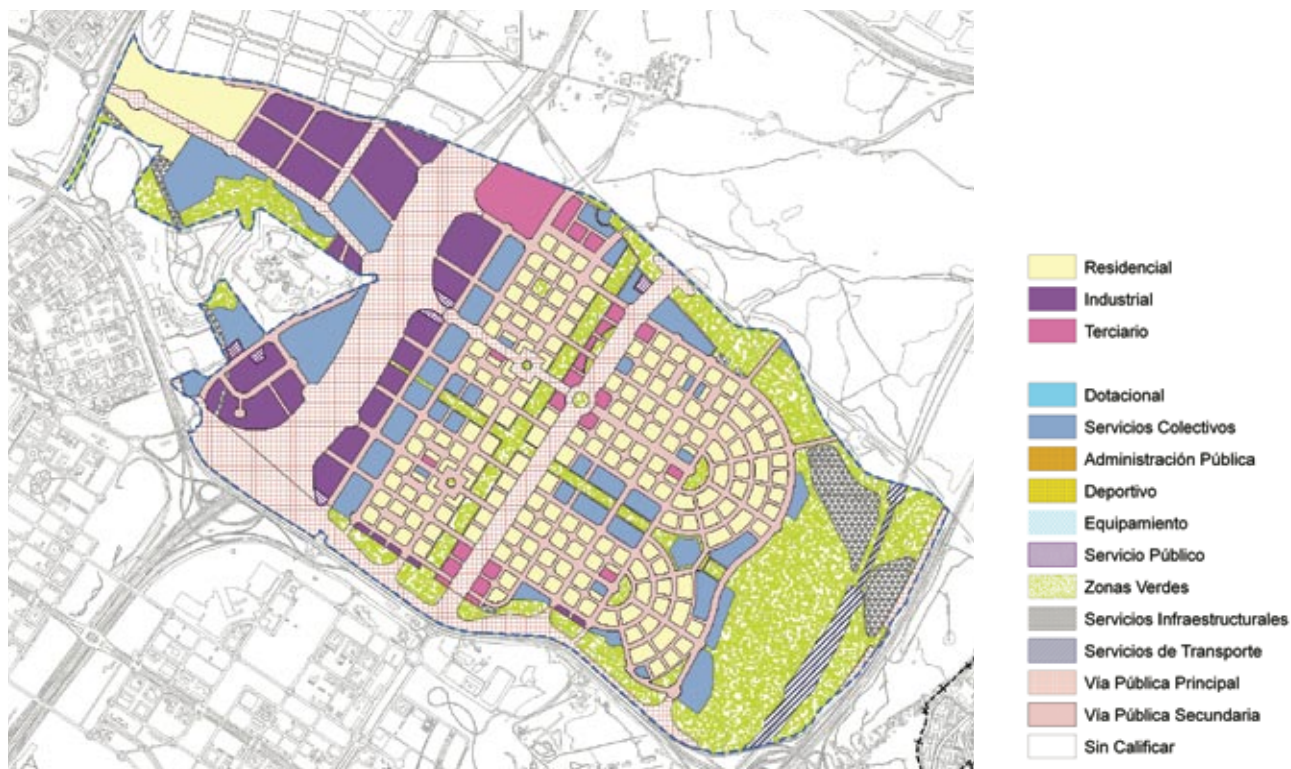 Residencial
Industrial
Terciario
Dotacional
Servicios Colectivos
Administración Pública
Deportivo
Equipamiento
Servicio Público
Zonas Verdes
Servicios Infraestructurales
Servicios de Transporte
Vía Pública Principal
Vía Pública Secundaria
Sin Calificar